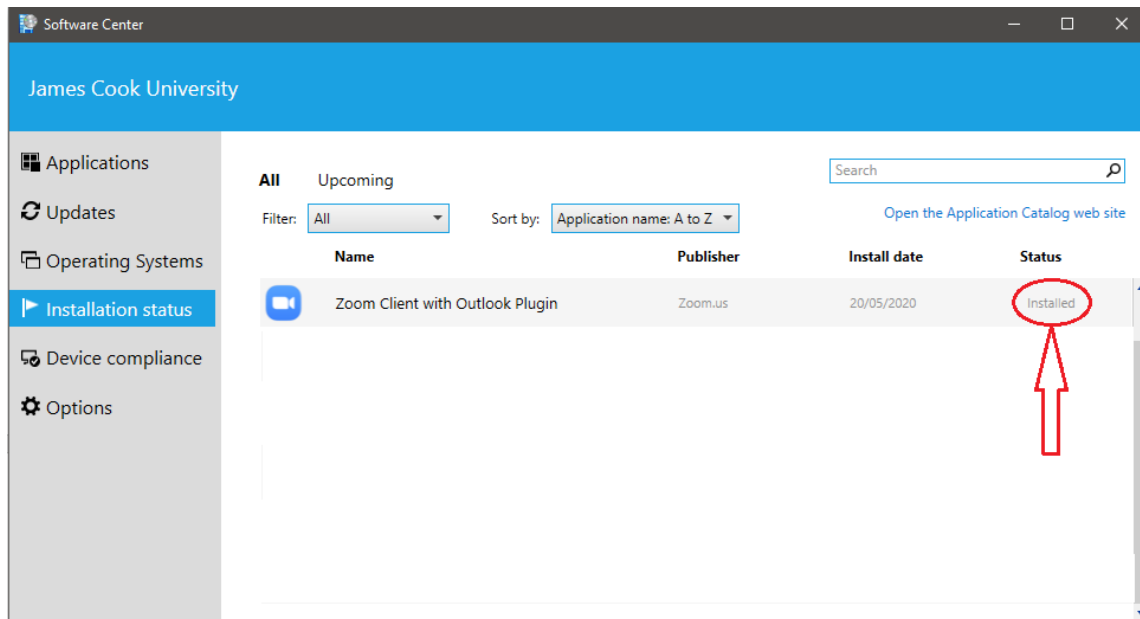 Software Center
James Cook University
Applications
Updates
Operating Systems
Installation status
Device compliance
Options
All Upcoming
Search
Filter: All Sort by: Application name: A to Z
Open the Application Catalog web site
Name Publisher Install date Status
Zoom Client with Outlook Plugin Zoom.us 20/05/2020 Installed